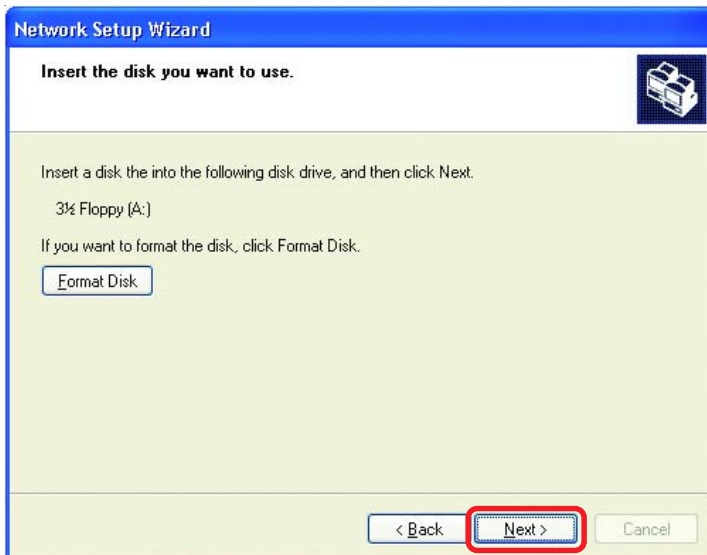 Network Setup Wizard
Insert the disk you want to use.
Insert a disk the into the following disk drive, and then click Next.
3½ Floppy (A:)
If you want to format the disk, click Format Disk.
Format Disk
< Back Next > Cancel